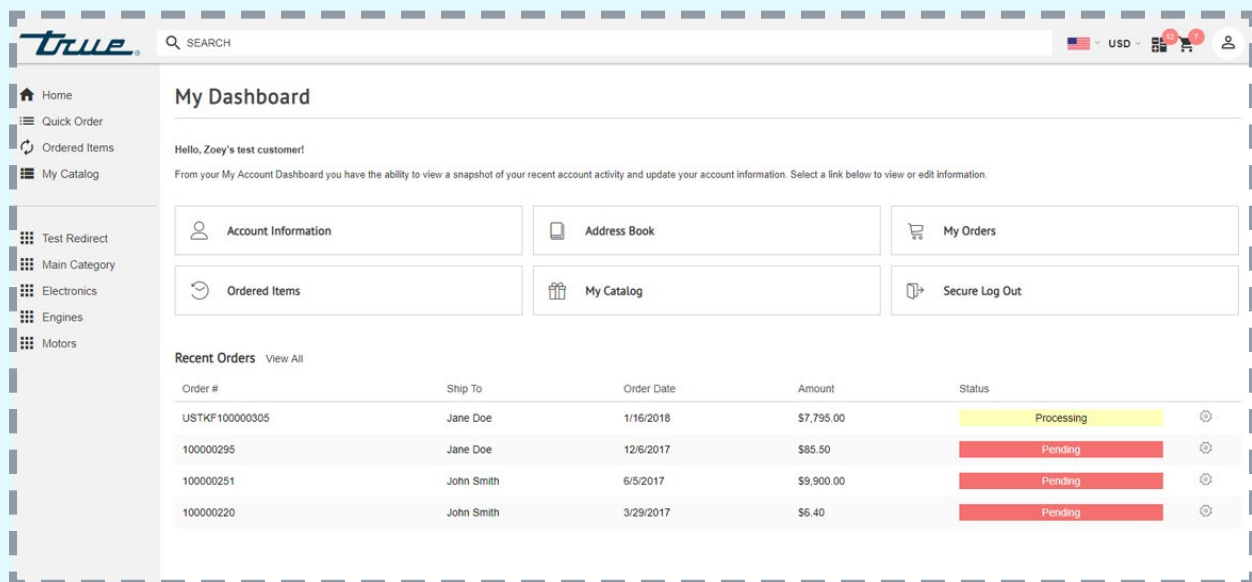 true®
SEARCH
USD
12
7
Home
Quick Order
Ordered Items
My Catalog
Test Redirect
Main Category
Electronics
Engines
Motors
My Dashboard
Hello, Zoey's test customer!
From your My Account Dashboard you have the ability to view a snapshot of your recent account activity and update your account information. Select a link below to view or edit information.
Account Information
Address Book
My Orders
Ordered Items
My Catalog
Secure Log Out
Recent Orders View All
Order # Ship To Order Date Amount Status
USTKF100000305 Jane Doe 1/16/2018 $7,795.00 Processing
100000295 Jane Doe 12/6/2017 $85.50 Pending
100000251 John Smith 6/5/2017 $9,900.00 Pending
100000220 John Smith 3/29/2017 $6.40 Pending